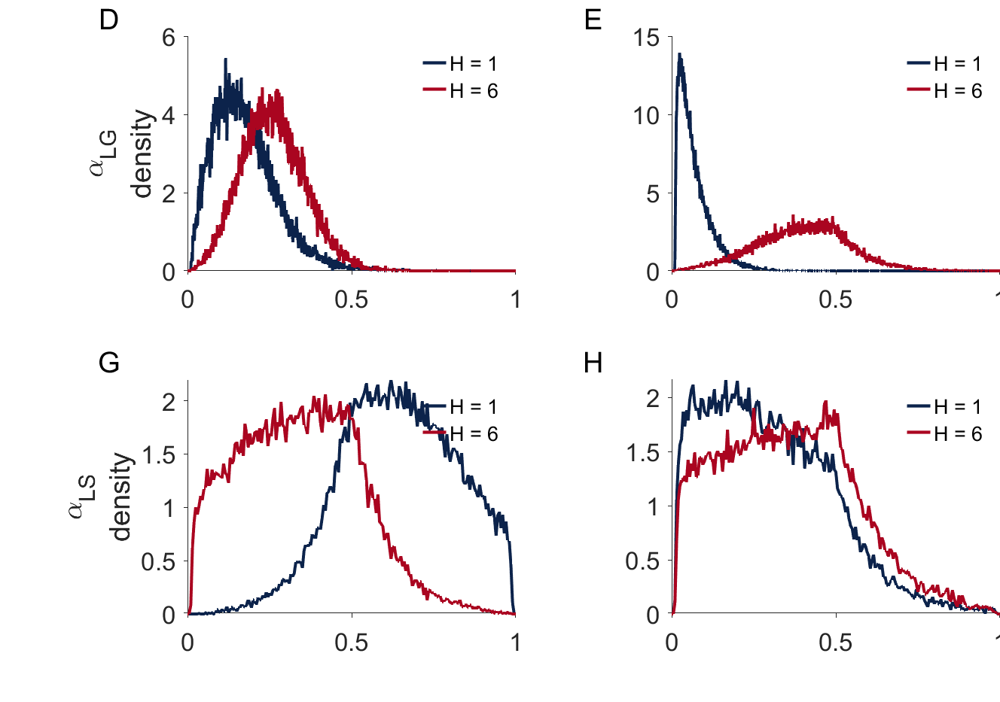 D
6
4
2
0
0
0.5
1
α_LG
density
H = 1
H = 6
E
15
10
5
0
0
0.5
H = 1
H = 6
G
2
1.5
1
0.5
0
0
0.5
1
α_LS
density
H = 1
H = 6
H
2
1.5
1
0.5
0
0
0.5
H = 1
H = 6